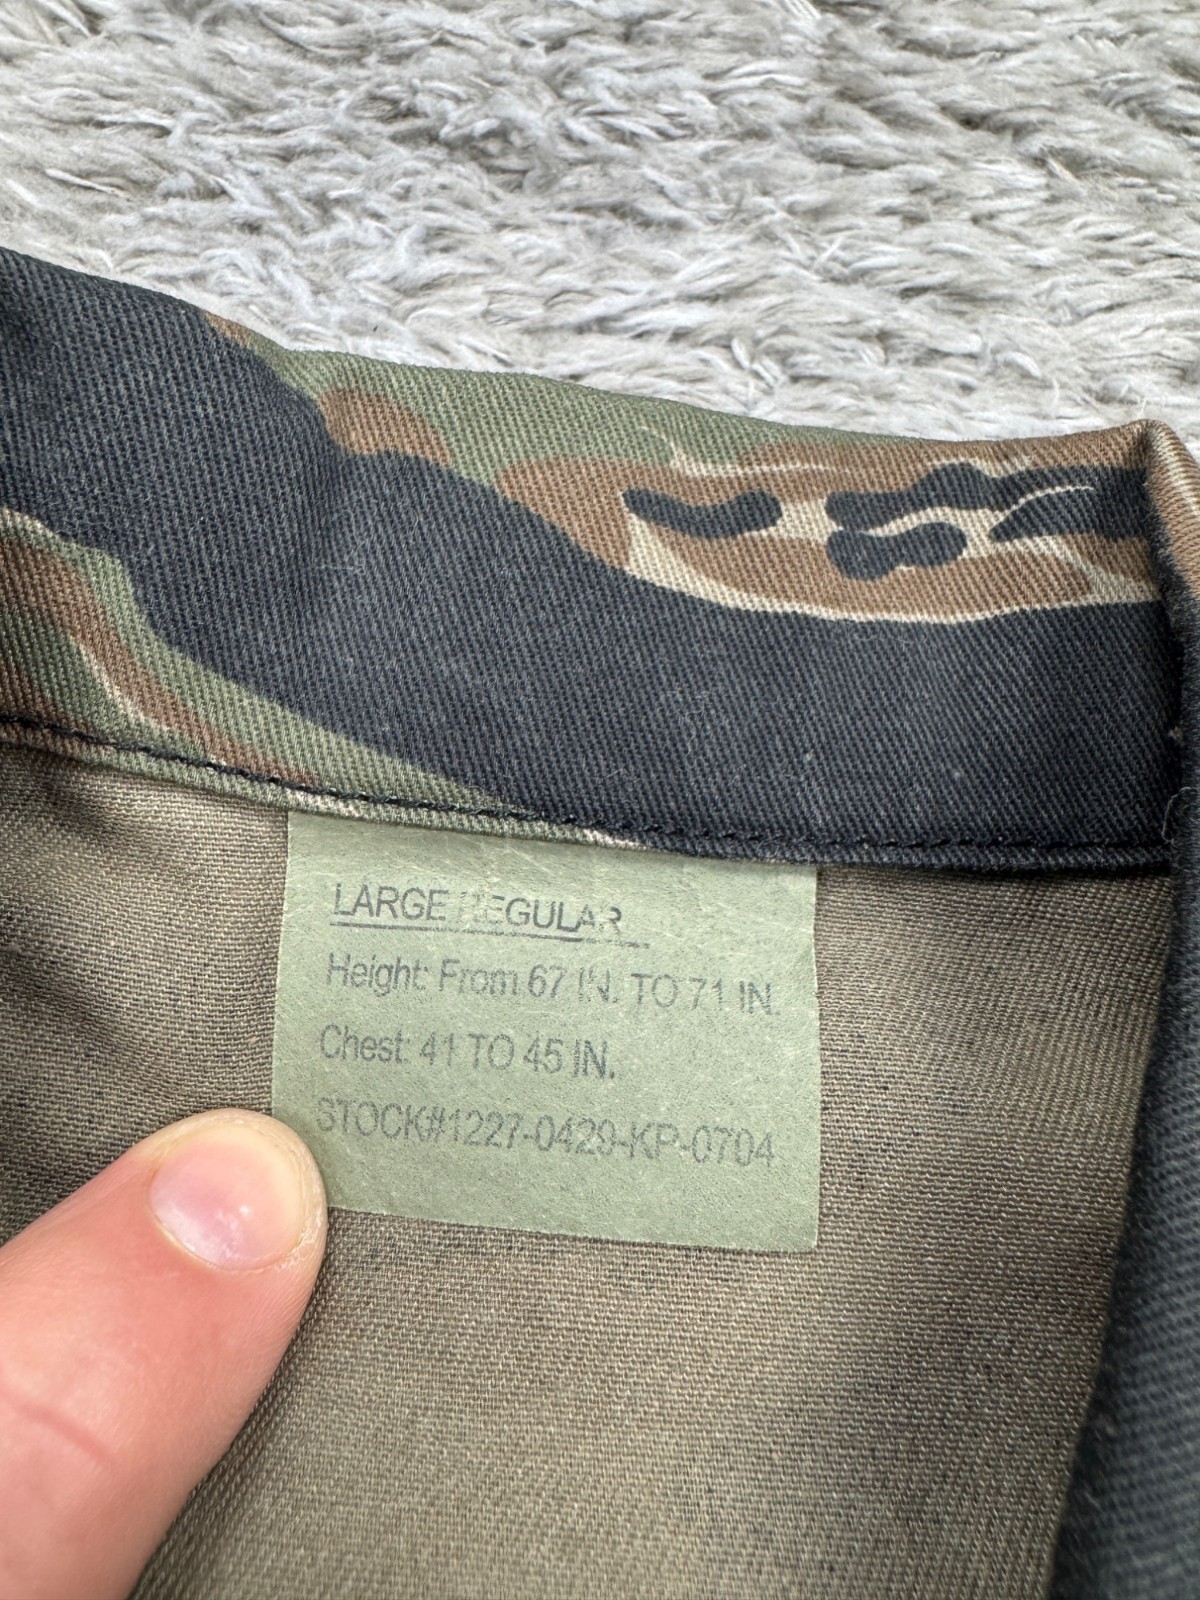 LARGE REGULAR
Height: From 67 IN. TO 71 IN.
Chest: 41 TO 45 IN.
STOCK#1227-0429-KP-0704